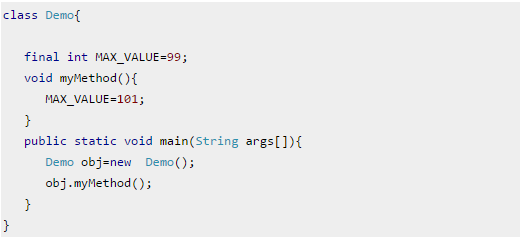 class Demo{
final int MAX_VALUE=99;
void myMethod(){
MAX_VALUE=101;
}
public static void main(String args[]){
Demo obj=new  Demo();
obj.myMethod();
}
}